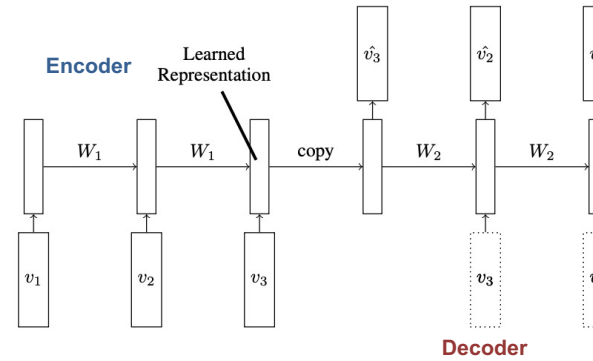 Encoder
Learned
Representation
v̂₃
v̂₂
W₁
W₁
copy
W₂
W₂
v₁
v₂
v₃
v₃
Decoder